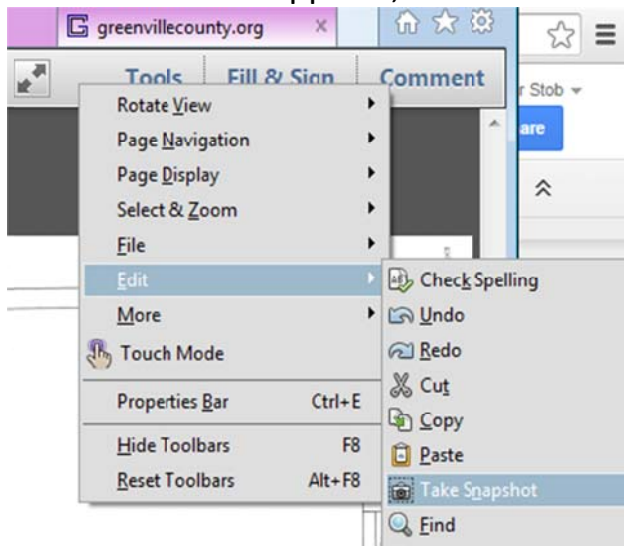 greenvillecounty.org
Tools Fill & Sign Comment
r Stob
are
Rotate View
Page Navigation
Page Display
Select & Zoom
File
Edit
More
Touch Mode
Properties Bar Ctrl+E
Hide Toolbars F8
Reset Toolbars Alt+F8
Check Spelling
Undo
Redo
Cut
Copy
Paste
Take Snapshot
Find